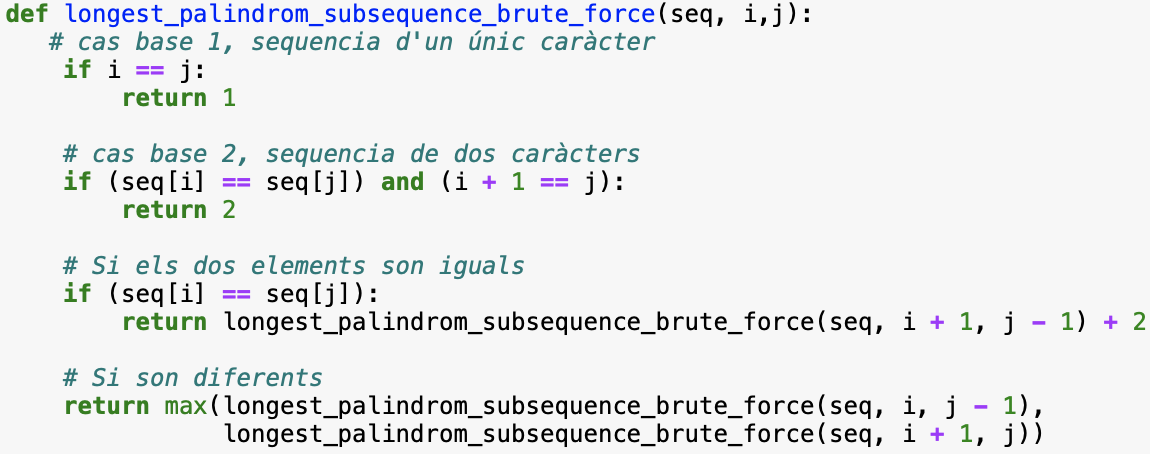 def longest_palindrom_subsequence_brute_force(seq, i,j):
   # cas base 1, sequencia d'un únic caràcter
    if i == j:
        return 1

    # cas base 2, sequencia de dos caràcters
    if (seq[i] == seq[j]) and (i + 1 == j):
        return 2

    # Si els dos elements son iguals
    if (seq[i] == seq[j]):
        return longest_palindrom_subsequence_brute_force(seq, i + 1, j - 1) + 2

    # Si son diferents
    return max(longest_palindrom_subsequence_brute_force(seq, i, j - 1),
               longest_palindrom_subsequence_brute_force(seq, i + 1, j))